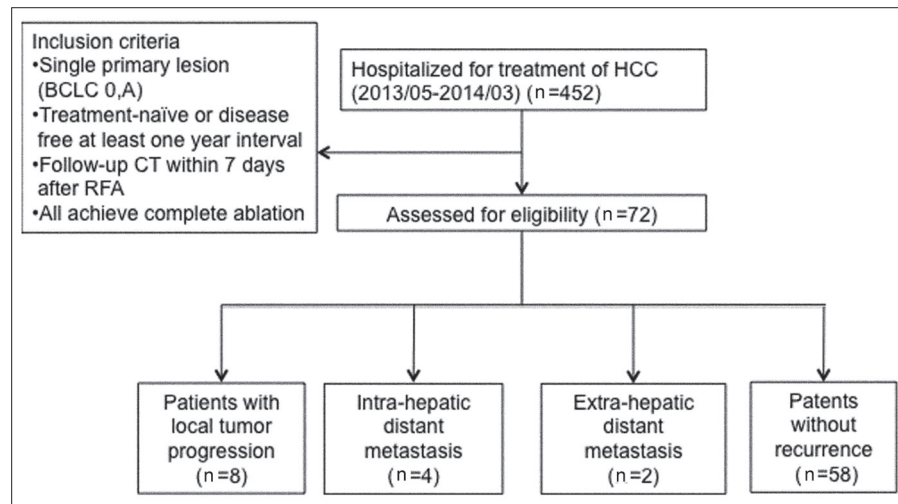 Inclusion criteria
•Single primary lesion
(BCLC 0,A)
•Treatment-naïve or disease
free at least one year interval
•Follow-up CT within 7 days
after RFA
•All achieve complete ablation
Hospitalized for treatment of HCC
(2013/05-2014/03) (n=452)
Assessed for eligibility (n=72)
Patients with
local tumor
progression
(n=8)
Intra-hepatic
distant
metastasis
(n=4)
Extra-hepatic
distant
metastasis
(n=2)
Patents
without
recurrence
(n=58)